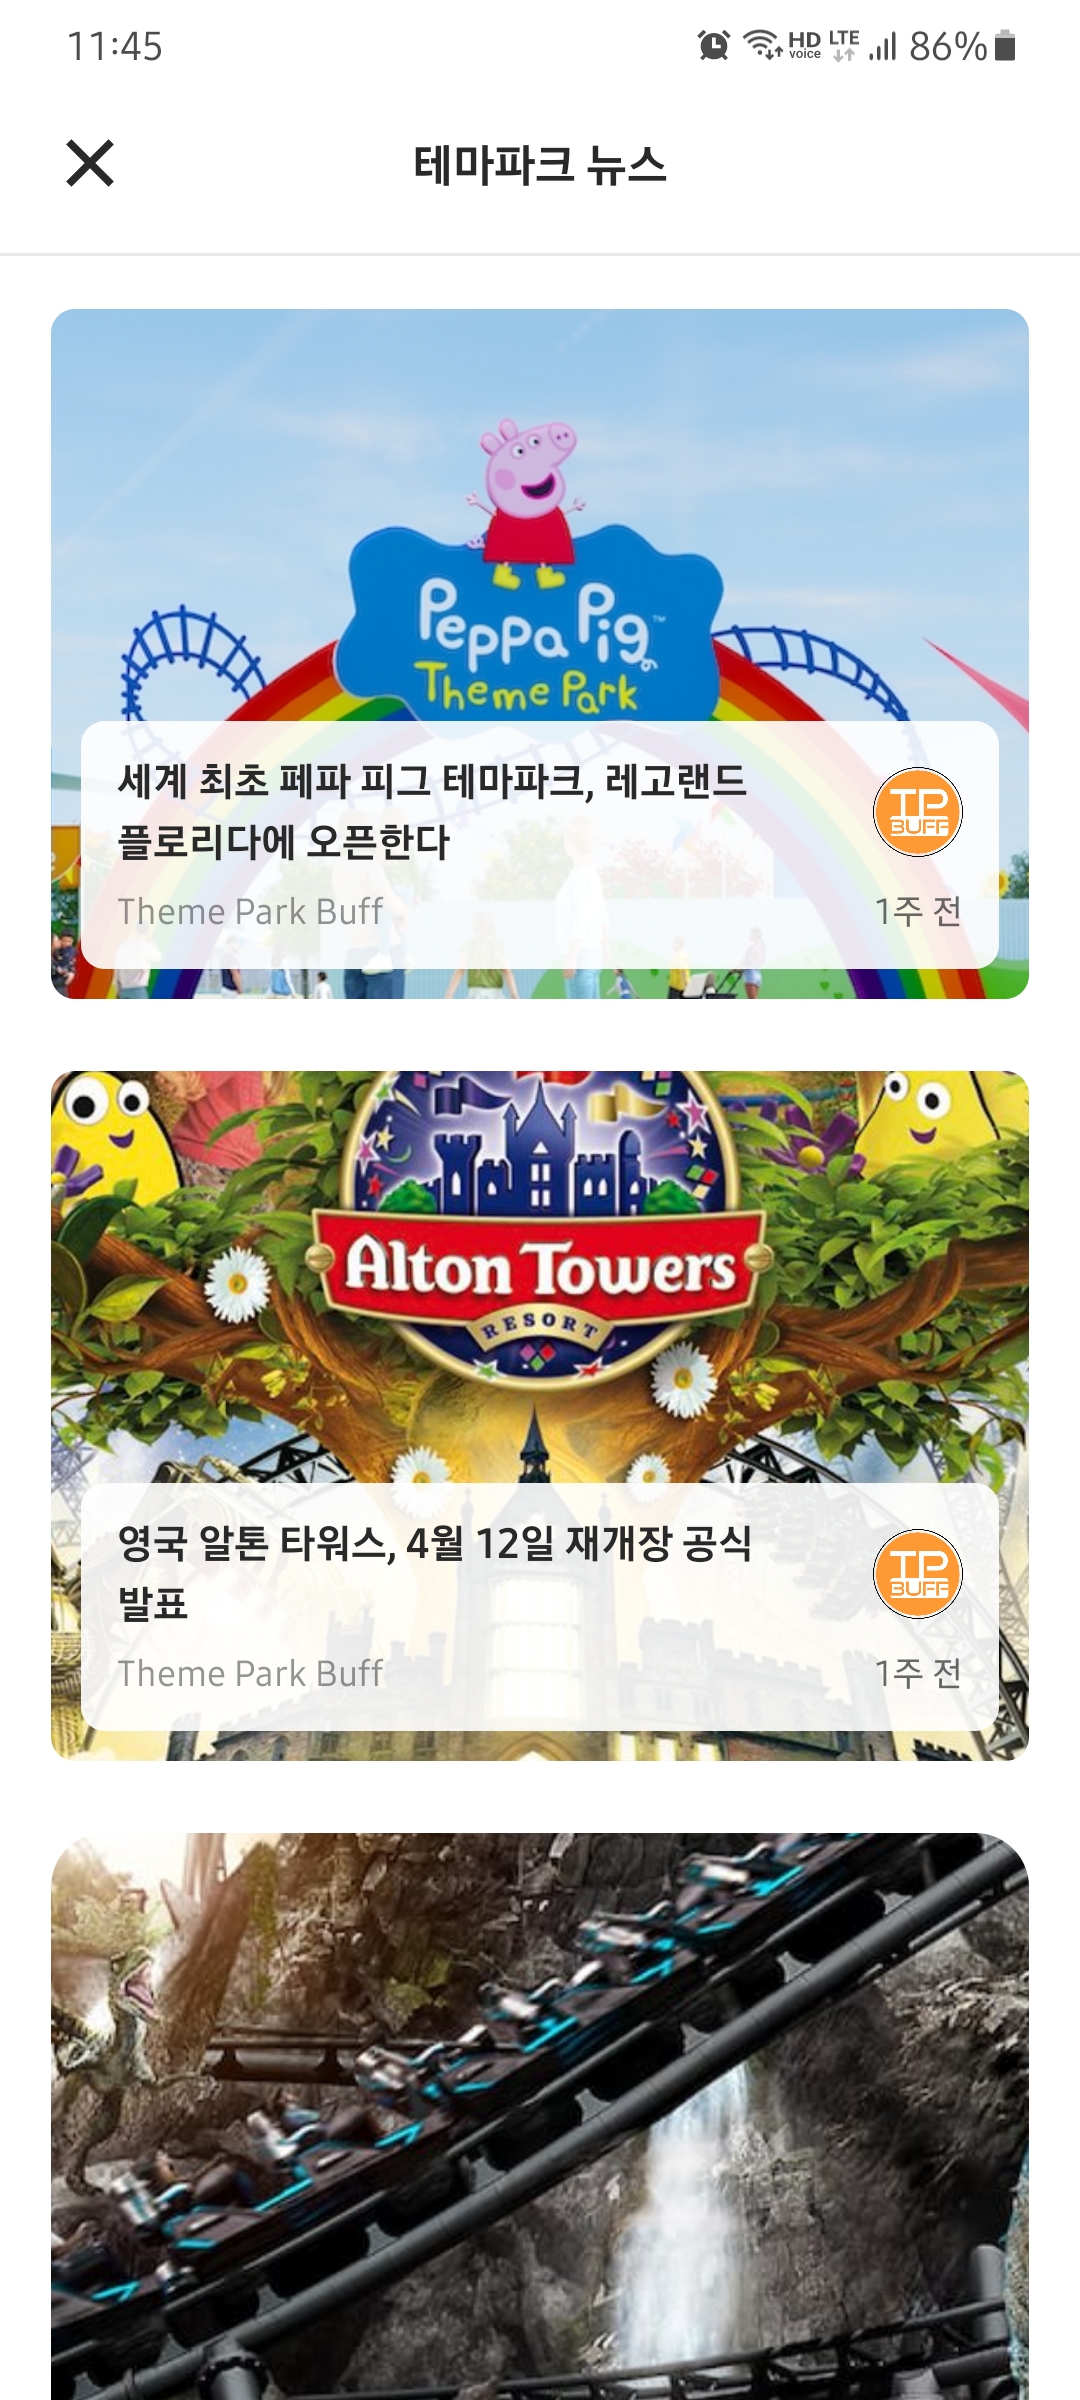 11:45
HD voice LTE 86%
테마파크 뉴스
Peppa Pig™
Theme Park
세계 최초 페파 피그 테마파크, 레고랜드
플로리다에 오픈한다
TP
BUFF
Theme Park Buff
1주 전
Alton Towers
RESORT
영국 알톤 타워스, 4월 12일 재개장 공식
발표
TP
BUFF
Theme Park Buff
1주 전